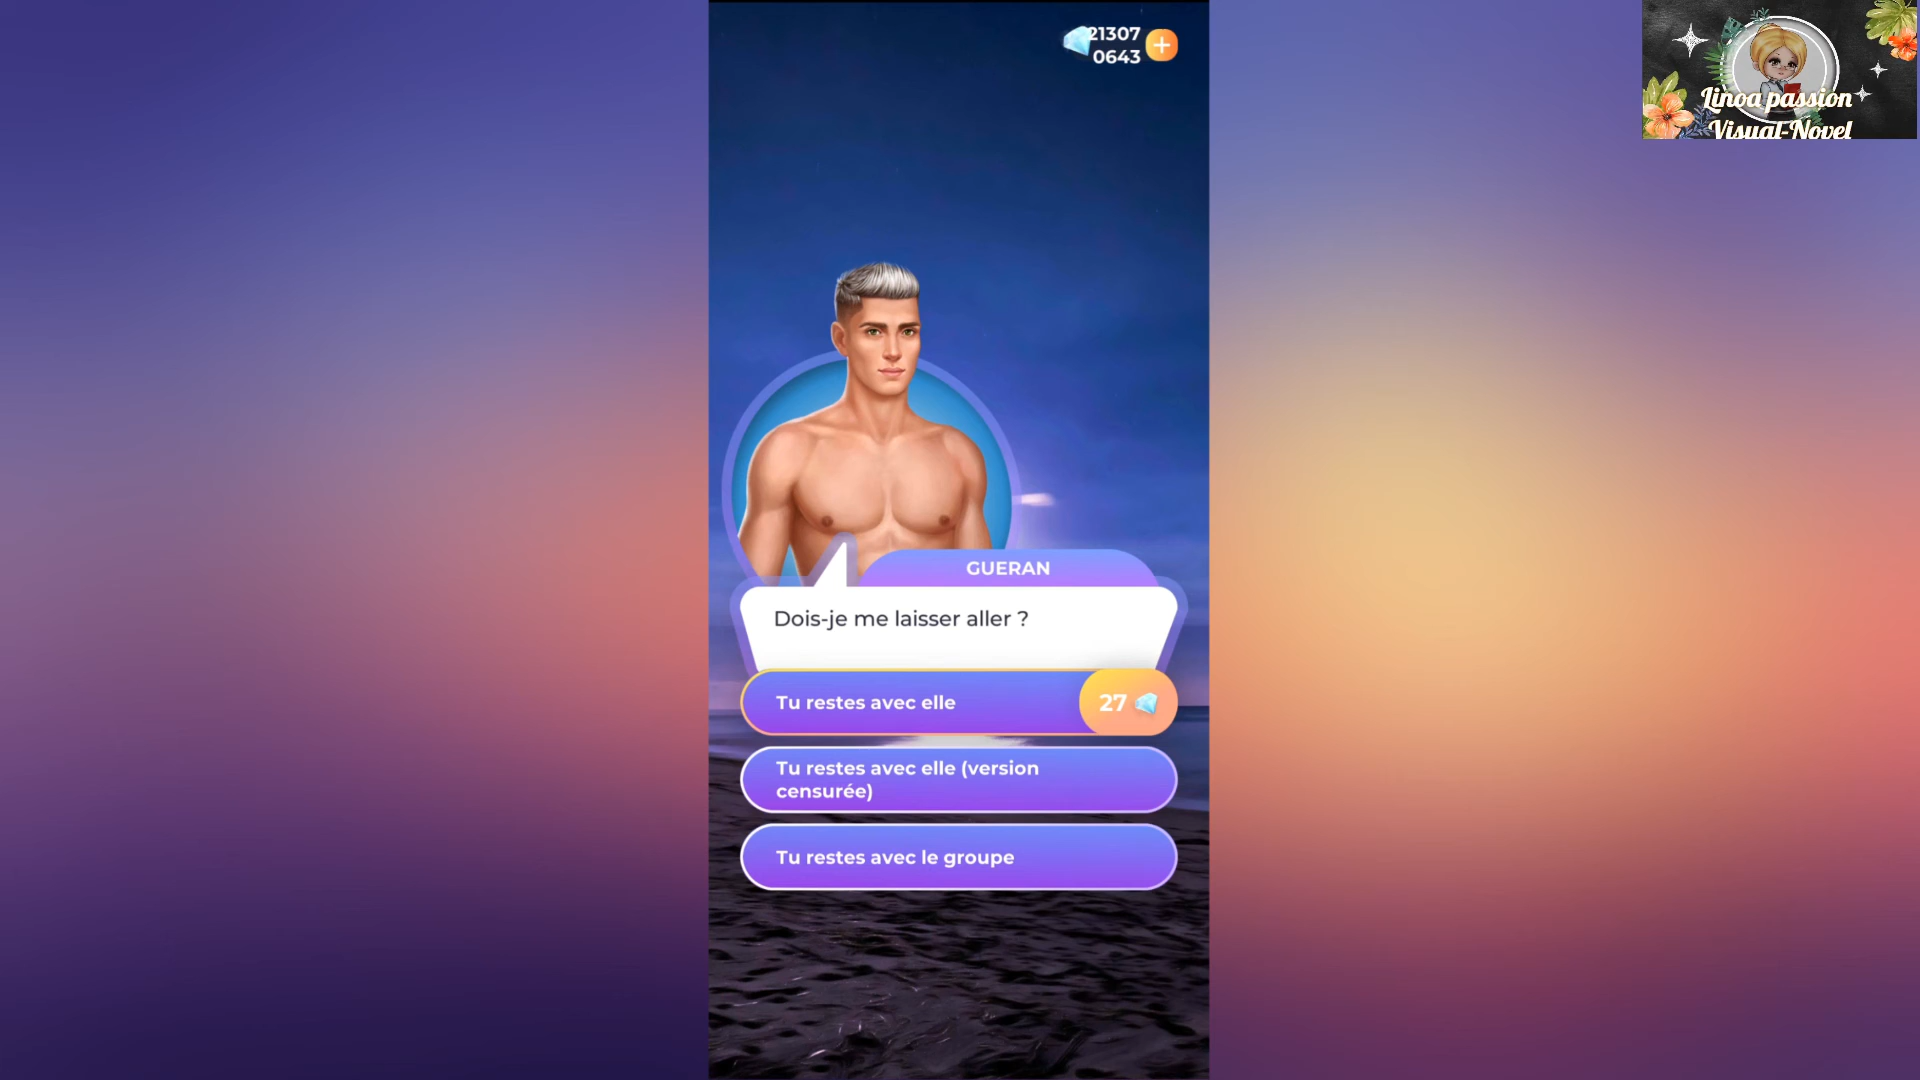 21307
0643
Linoa passion
Visual-Novel
GUERAN
Dois-je me laisser aller ?
Tu restes avec elle
27
Tu restes avec elle (version
censurée)
Tu restes avec le groupe